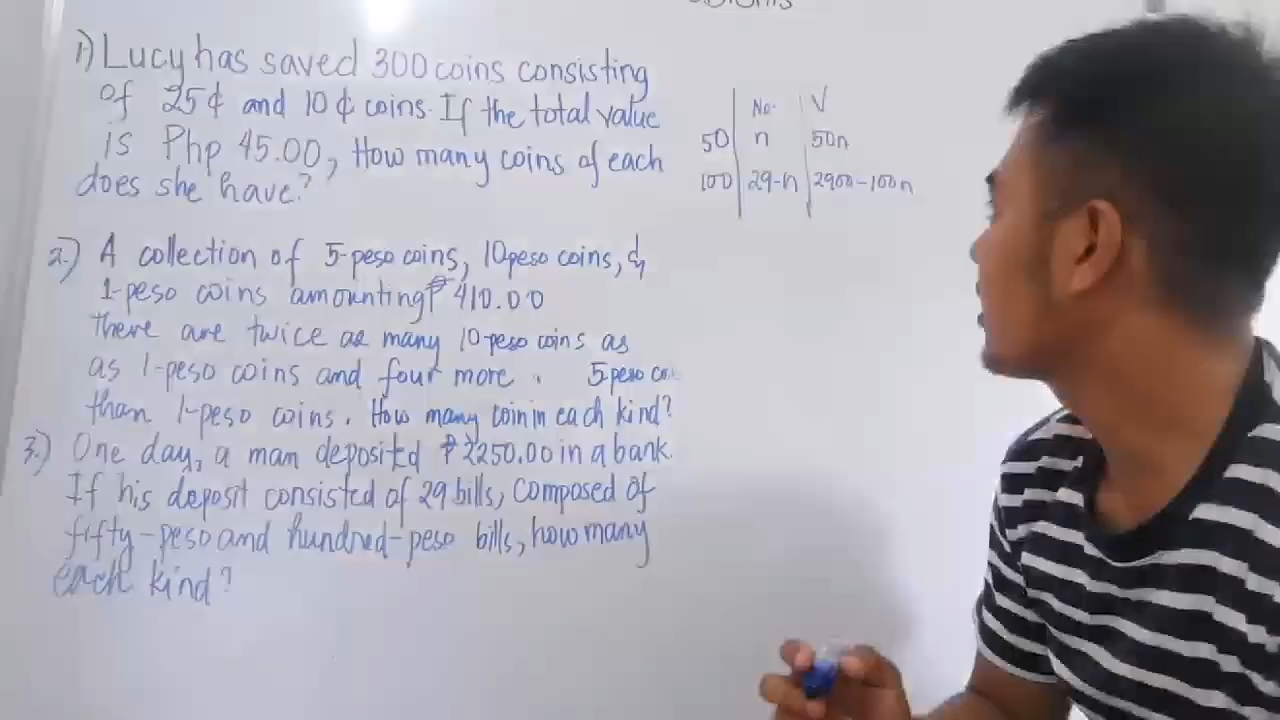 1.) Lucy has saved 300 coins consisting
of 25¢ and 10¢ coins. If the total value
is Php 45.00, How many coins of each
does she have?
2.) A collection of 5-peso coins, 10peso coins, &
1-peso coins amounting ₱410.00
there are twice as many 10-peso coins as
as 1-peso coins and four more . 5peso
than 1-peso coins. How many coin in each kind?
3.) One day, a man deposited ₱2250.00 in a bank.
If his deposit consisted of 29 bills, composed of
fifty-peso and hundred-peso bills, how many
each kind?
No. V
50 n 50n
100 29-n 2900-100n